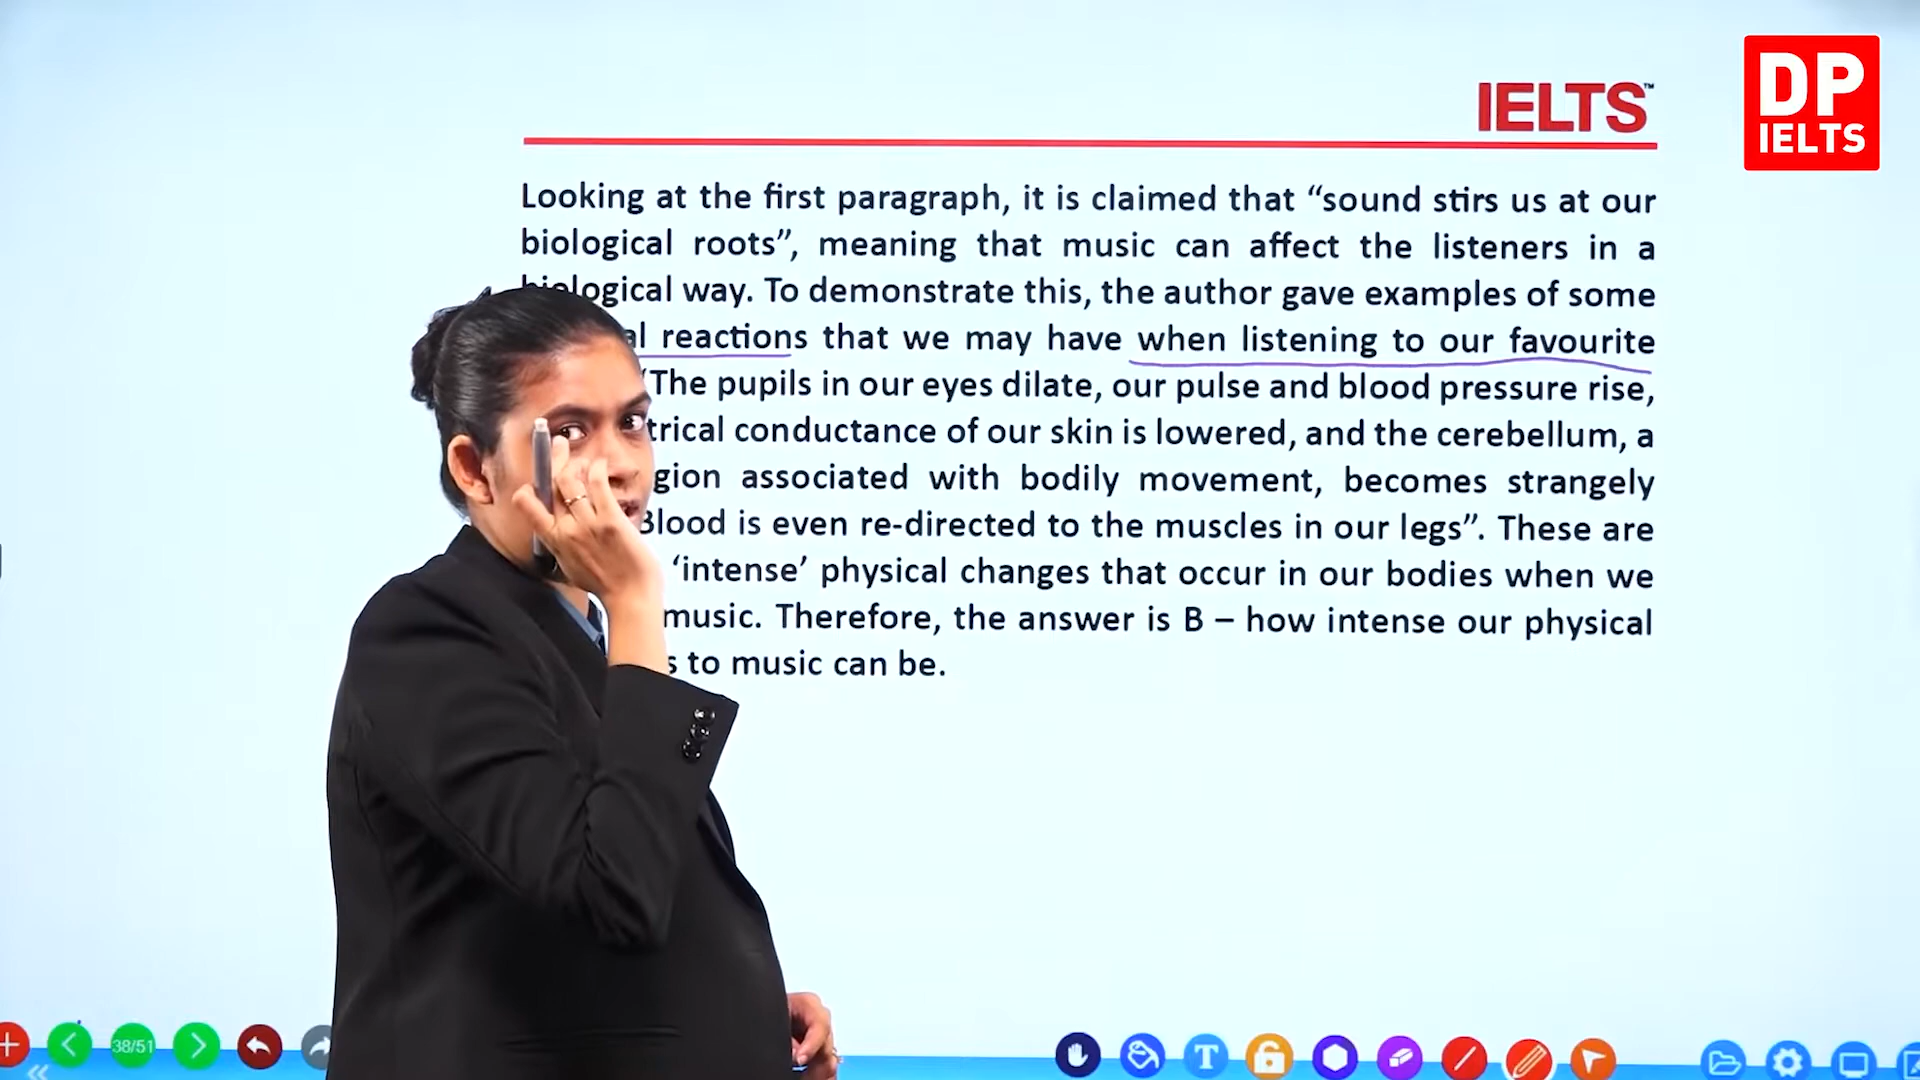 DP
IELTS
IELTS™
Looking at the first paragraph, it is claimed that “sound stirs us at our
biological roots”, meaning that music can affect the listeners in a
biological way. To demonstrate this, the author gave examples of some
reactions that we may have when listening to our favourite
“The pupils in our eyes dilate, our pulse and blood pressure rise,
conductance of our skin is lowered, and the cerebellum, a
associated with bodily movement, becomes strangely
Blood is even re-directed to the muscles in our legs”. These are
‘intense’ physical changes that occur in our bodies when we
music. Therefore, the answer is B – how intense our physical
to music can be.
38/51
T